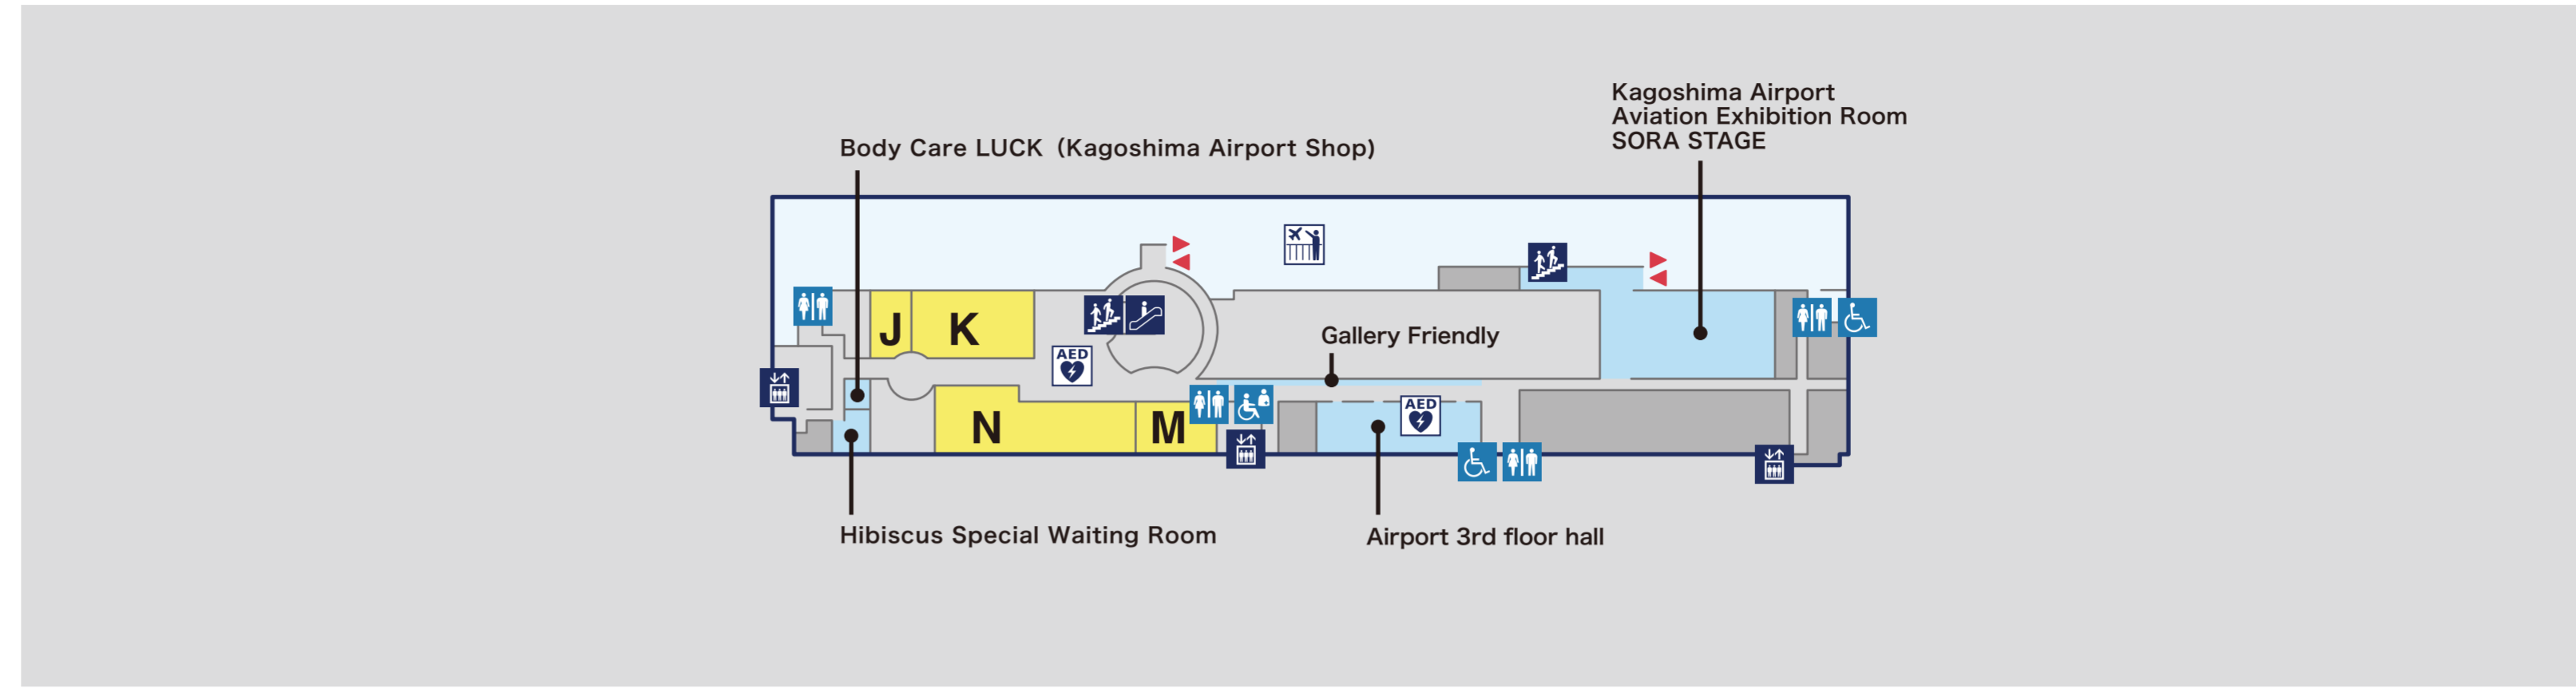 Kagoshima Airport
Aviation Exhibition Room
SORA STAGE
Body Care LUCK（Kagoshima Airport Shop)
J
K
Gallery Friendly
AED
AED
N
M
Hibiscus Special Waiting Room
Airport 3rd floor hall